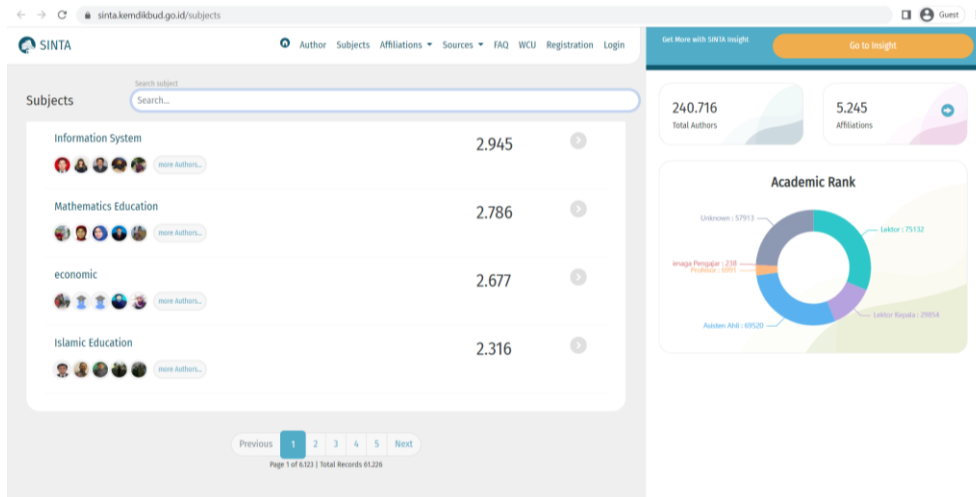 sinta.kemdikbud.go.id/subjects
Guest
SINTA
Author Subjects Affiliations Sources FAQ WCU Registration Login
Get More with SINTA Insight
Go to Insight
Search subject
Subjects
Search...
Information System
2.945
more Authors...
Mathematics Education
2.786
more Authors...
economic
2.677
more Authors...
Islamic Education
2.316
more Authors...
Previous 1 2 3 4 5 Next
Page 1 of 6.123 | Total Records 61.226
240.716
Total Authors
5.245
Affiliations
Academic Rank
Unknown : 57913
Lektor : 75132
enaga Pengajar : 238
Profesor : 6991
Asisten Ahli : 69520
Lektor Kepala : 29854